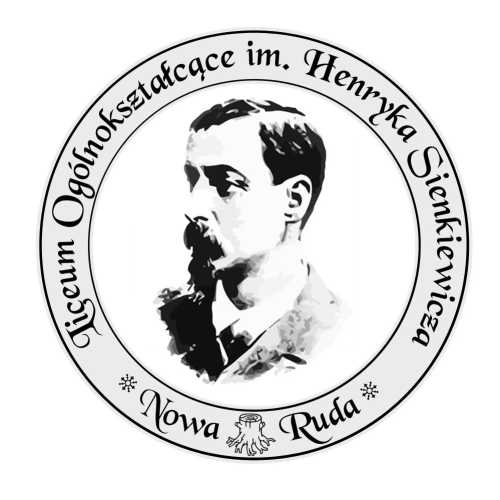 Liceum Ogólnokształcące im. Henryka Sienkiewicza
Nowa Ruda